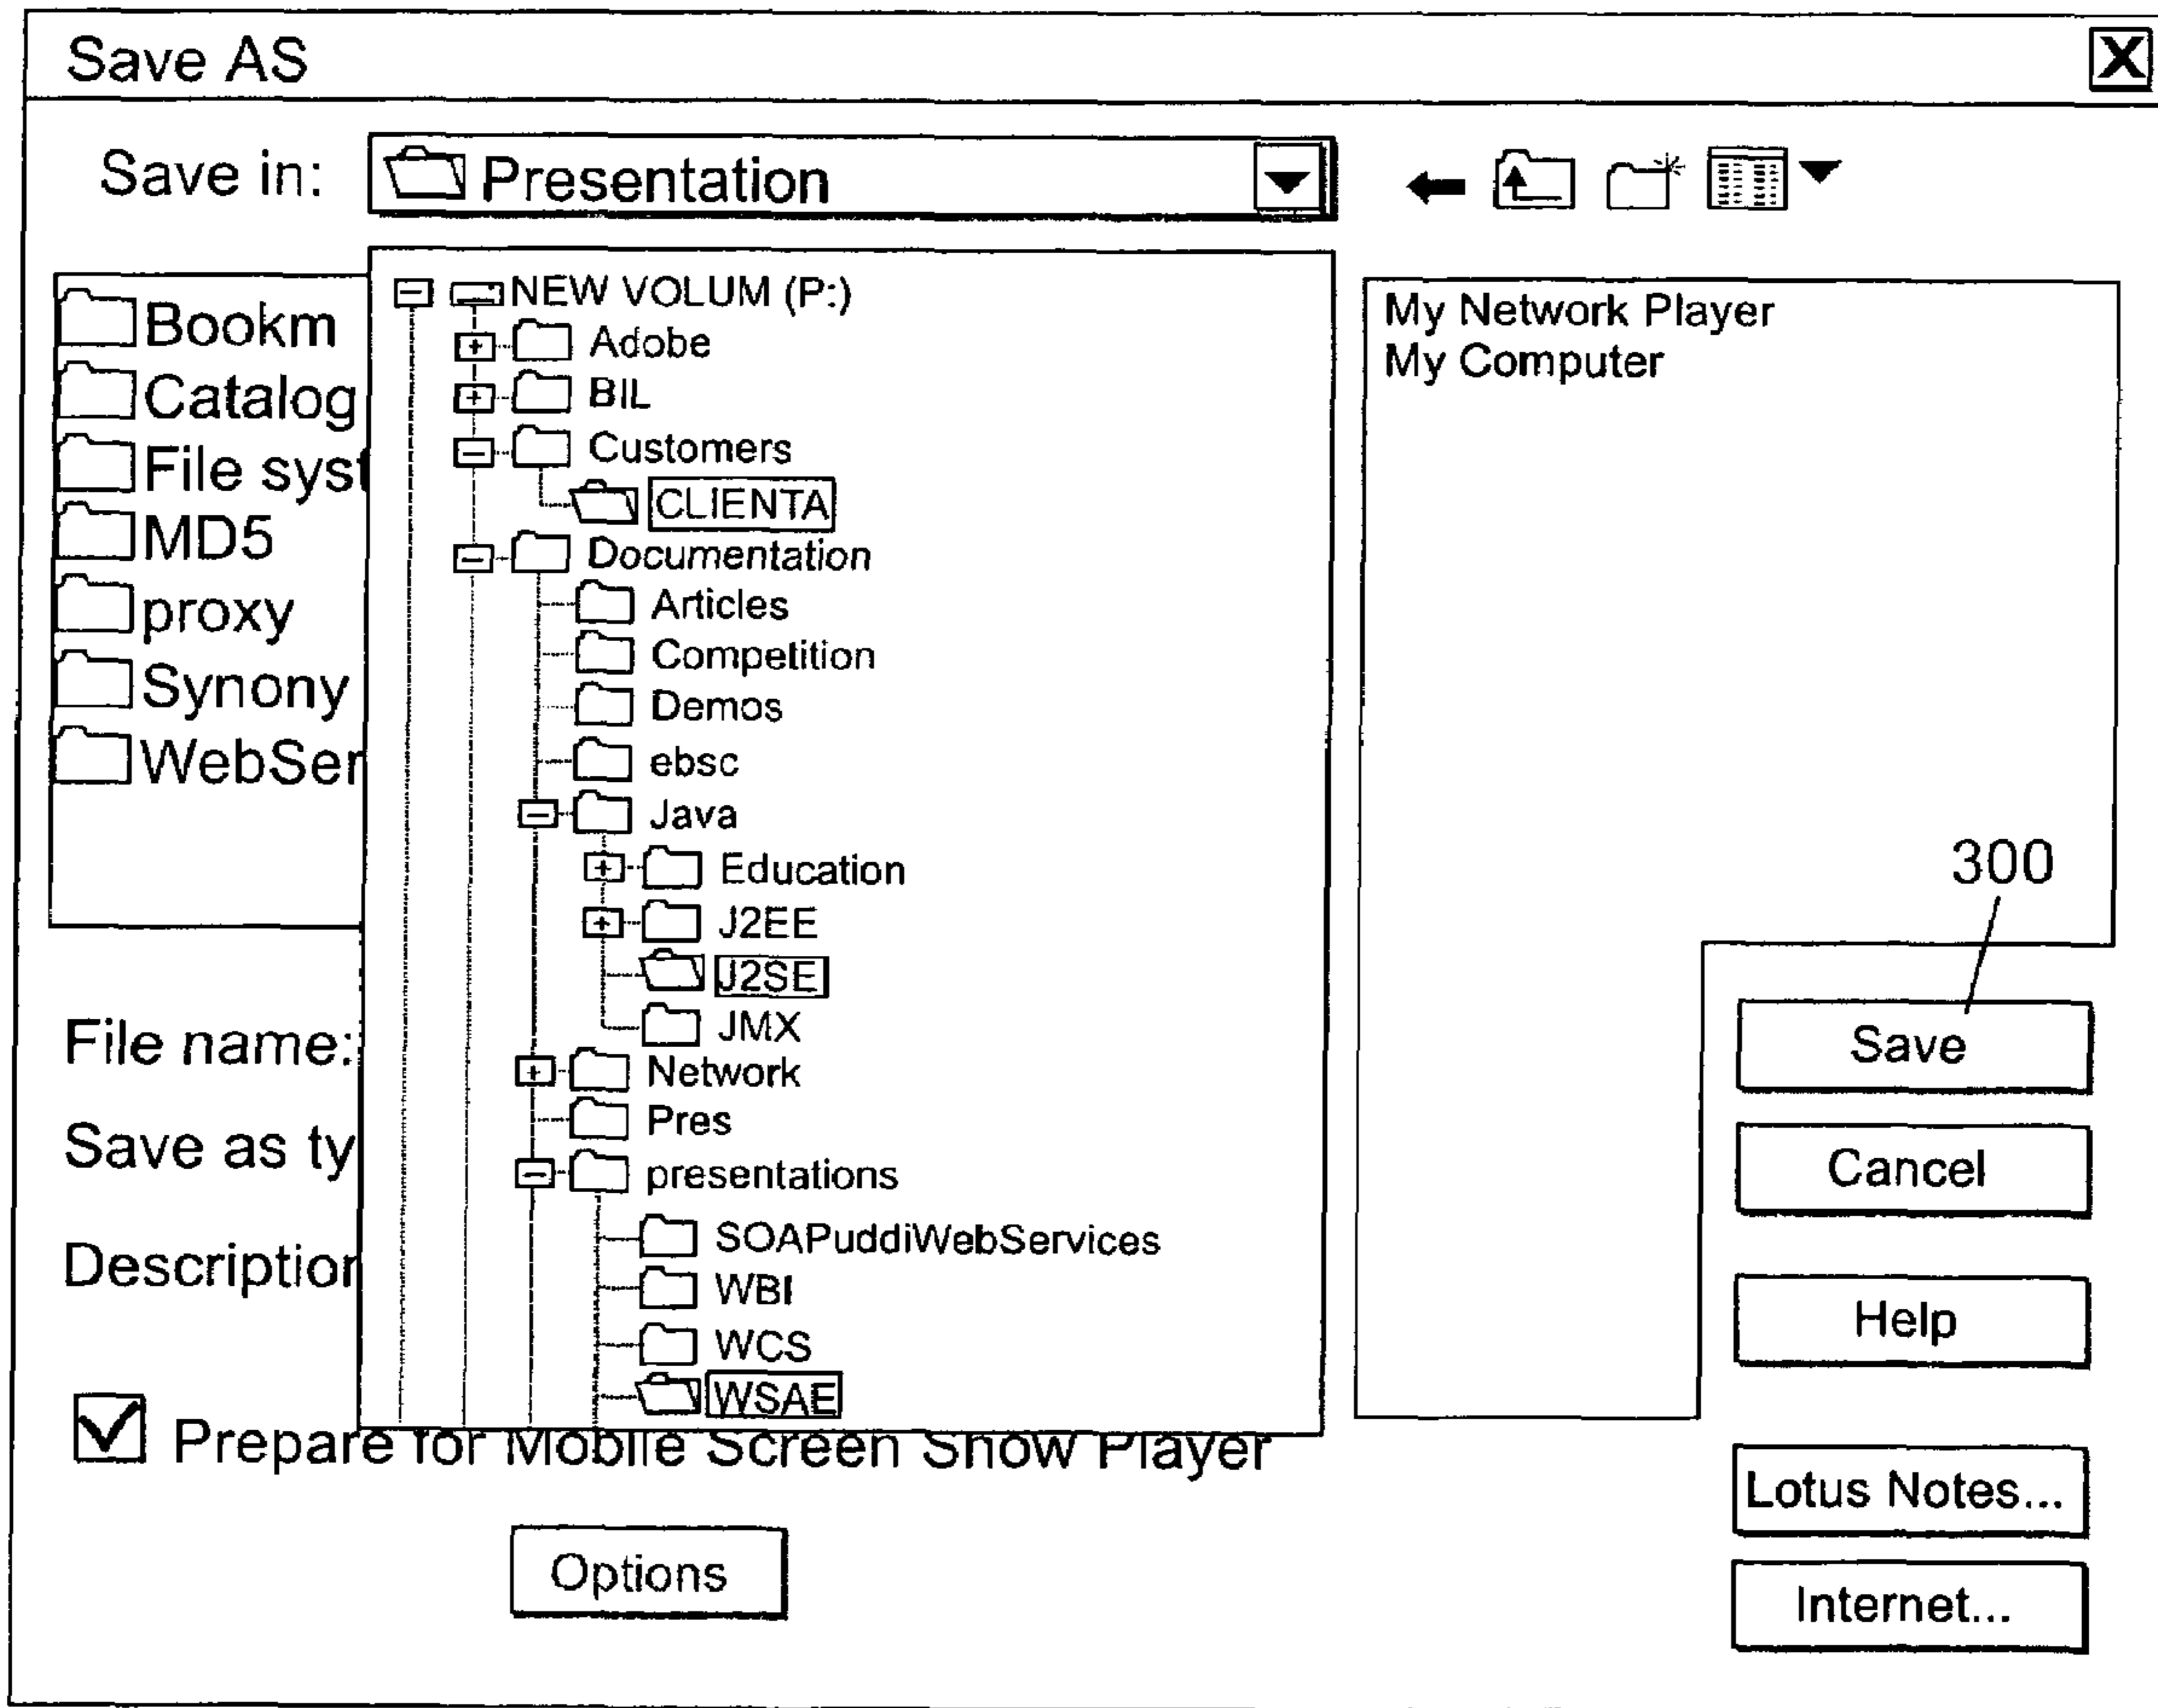 Save AS
X
Save in:
Presentation
Bookm
Catalog
File syst
MD5
proxy
Synony
WebSer
NEW VOLUM (P:)
Adobe
BIL
Customers
CLIENTA
Documentation
Articles
Competition
Demos
ebsc
Java
Education
J2EE
J2SE
JMX
Network
Pres
presentations
SOAPuddiWebServices
WBI
WCS
WSAE
My Network Player
My Computer
300
File name:
Save as ty
Description
Prepare for Mobile Screen Show Player
Options
Save
Cancel
Help
Lotus Notes...
Internet...